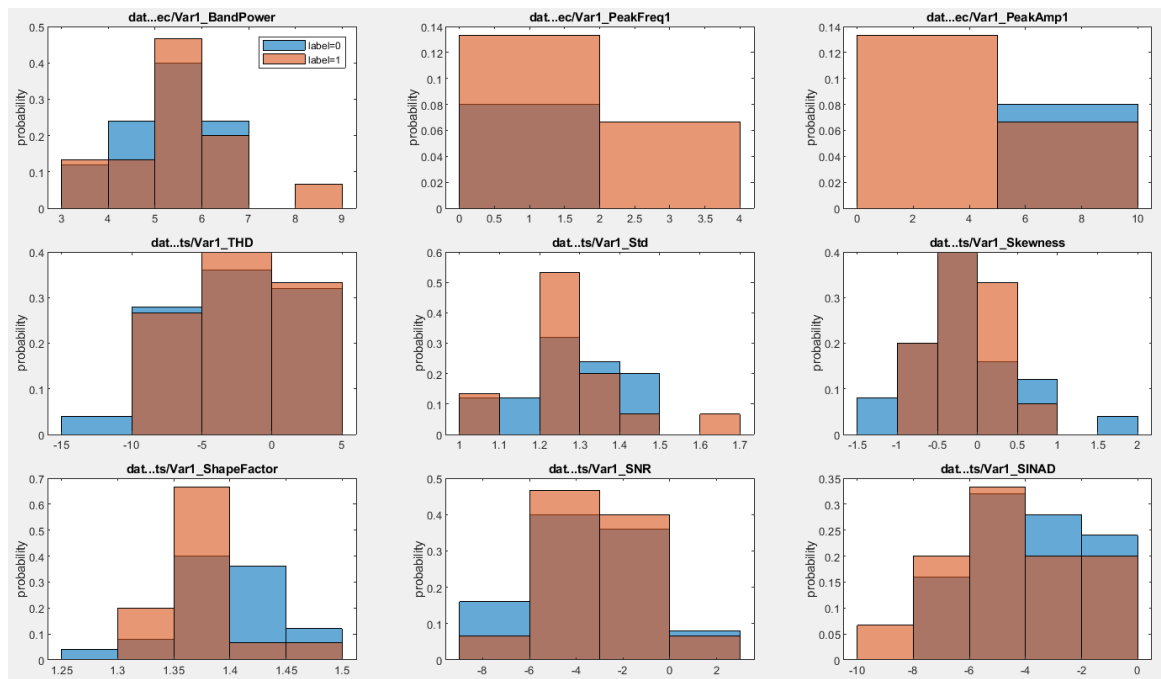 dat...ec/Var1_BandPower
probability
0.5
0.4
0.3
0.2
0.1
0
3 4 5 6 7 8 9
label=0
label=1
dat...ec/Var1_PeakFreq1
probability
0.14
0.12
0.1
0.08
0.06
0.04
0.02
0
0 0.5 1 1.5 2 2.5 3 3.5 4
dat...ec/Var1_PeakAmp1
probability
0.14
0.12
0.1
0.08
0.06
0.04
0.02
0
0 2 4 6 8 10
dat...ts/Var1_THD
probability
0.4
0.3
0.2
0.1
0
-15 -10 -5 0 5
dat...ts/Var1_Std
probability
0.6
0.5
0.4
0.3
0.2
0.1
0
1 1.1 1.2 1.3 1.4 1.5 1.6 1.7
dat...ts/Var1_Skewness
probability
0.4
0.3
0.2
0.1
0
-1.5 -1 -0.5 0 0.5 1 1.5 2
dat...ts/Var1_ShapeFactor
probability
0.7
0.6
0.5
0.4
0.3
0.2
0.1
0
1.25 1.3 1.35 1.4 1.45 1.5
dat...ts/Var1_SNR
probability
0.5
0.4
0.3
0.2
0.1
0
-8 -6 -4 -2 0 2
dat...ts/Var1_SINAD
probability
0.35
0.3
0.25
0.2
0.15
0.1
0.05
0
-10 -8 -6 -4 -2 0